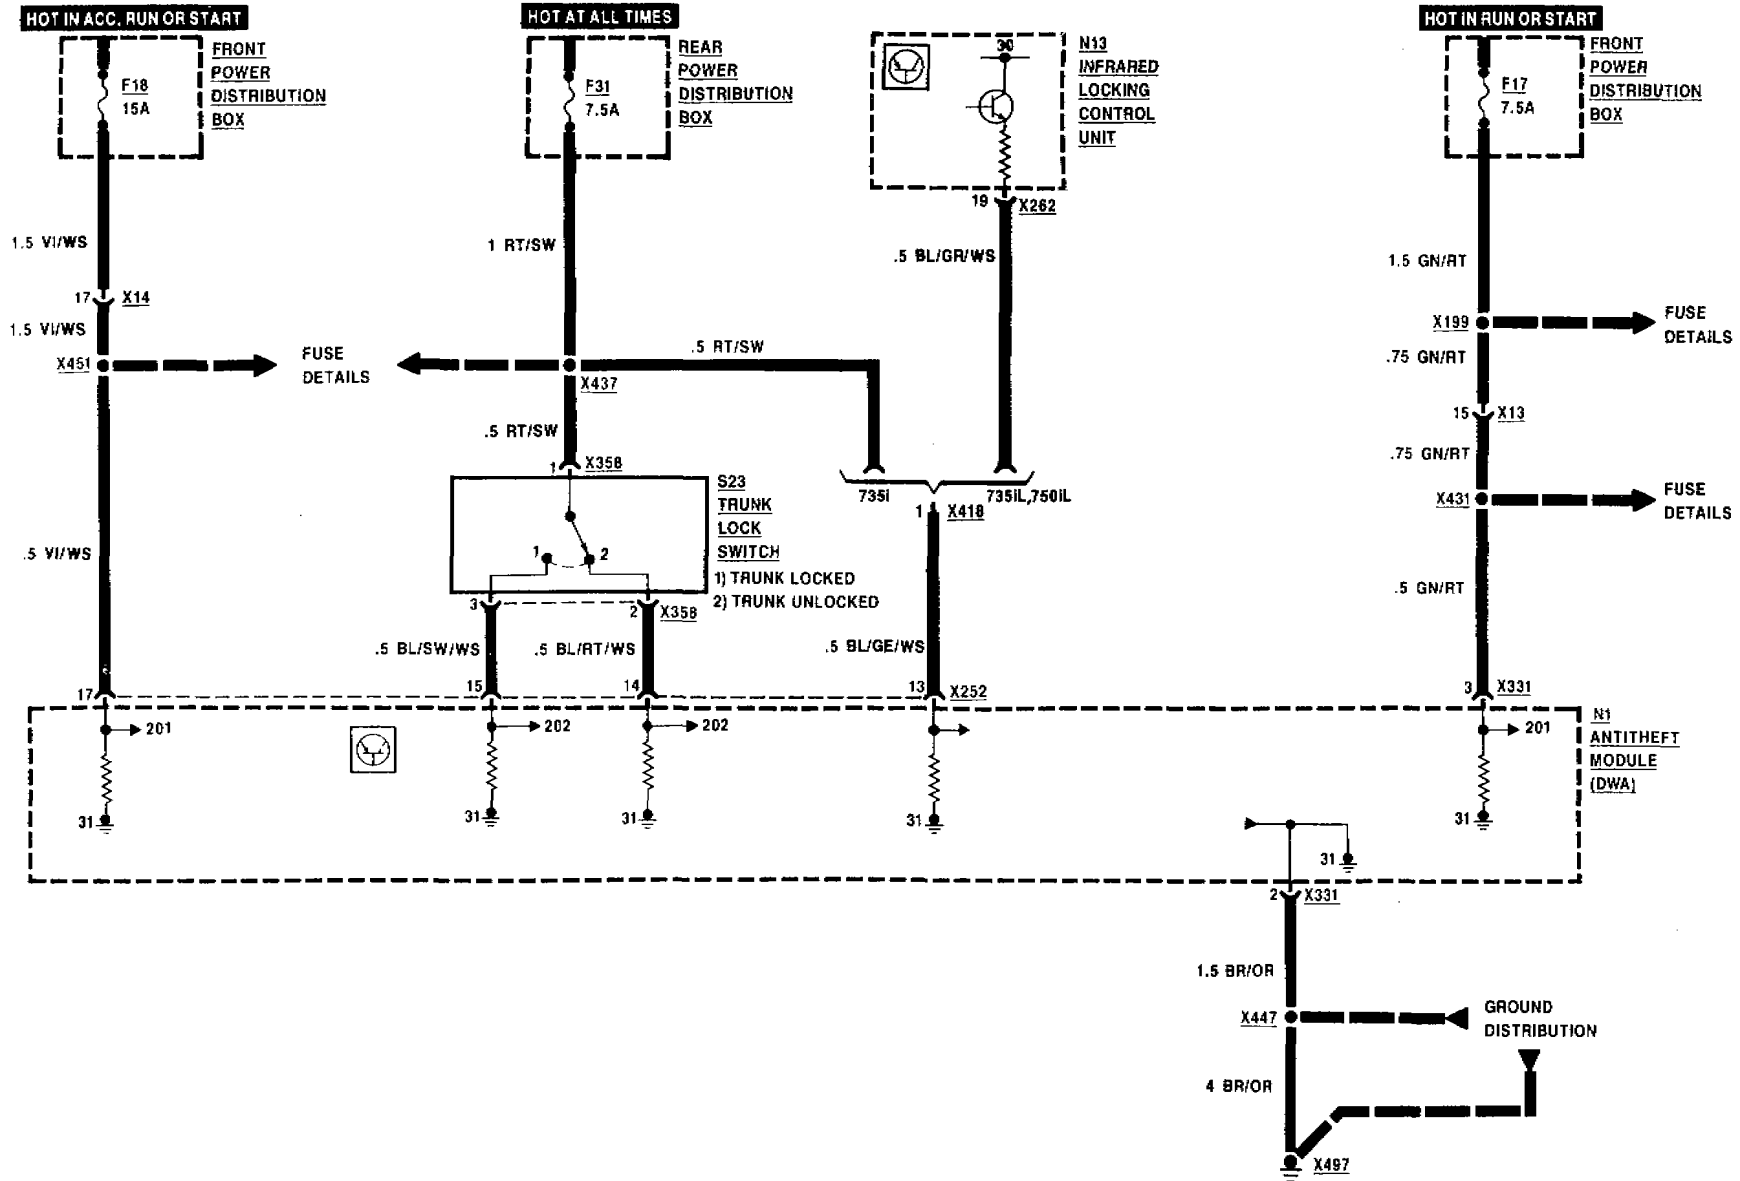 HOT IN ACC, RUN OR START
HOT AT ALL TIMES
HOT IN RUN OR START
F18
15A
FRONT
POWER
DISTRIBUTION
BOX
F31
7.5A
REAR
POWER
DISTRIBUTION
BOX
30
N13
INFRARED
LOCKING
CONTROL
UNIT
F17
7.5A
FRONT
POWER
DISTRIBUTION
BOX
19 X262
1.5 VI/WS
1 RT/SW
.5 BL/GR/WS
1.5 GN/RT
17 X14
1.5 VI/WS
X451
FUSE
DETAILS
X437
.5 RT/SW
X199
FUSE
DETAILS
.75 GN/RT
15 X13
.5 RT/SW
.75 GN/RT
1 X358
735i
735iL,750iL
X431
FUSE
DETAILS
S23
TRUNK
LOCK
SWITCH
1) TRUNK LOCKED
2) TRUNK UNLOCKED
1 2
1 X418
.5 VI/WS
.5 GN/RT
3 2 X358
.5 BL/SW/WS
.5 BL/RT/WS
.5 BL/GE/WS
17 15 14 13 X252
3 X331
201
202
202
201
N1
ANTITHEFT
MODULE
(DWA)
31
31
31
31
31
31
2 X331
1.5 BR/OR
X447
GROUND
DISTRIBUTION
4 BR/OR
X497